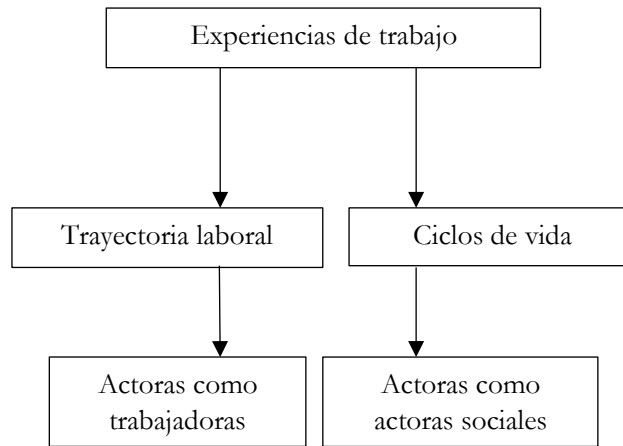 Experiencias de trabajo
Trayectoria laboral
Ciclos de vida
Actoras como
trabajadoras
Actoras como
actoras sociales